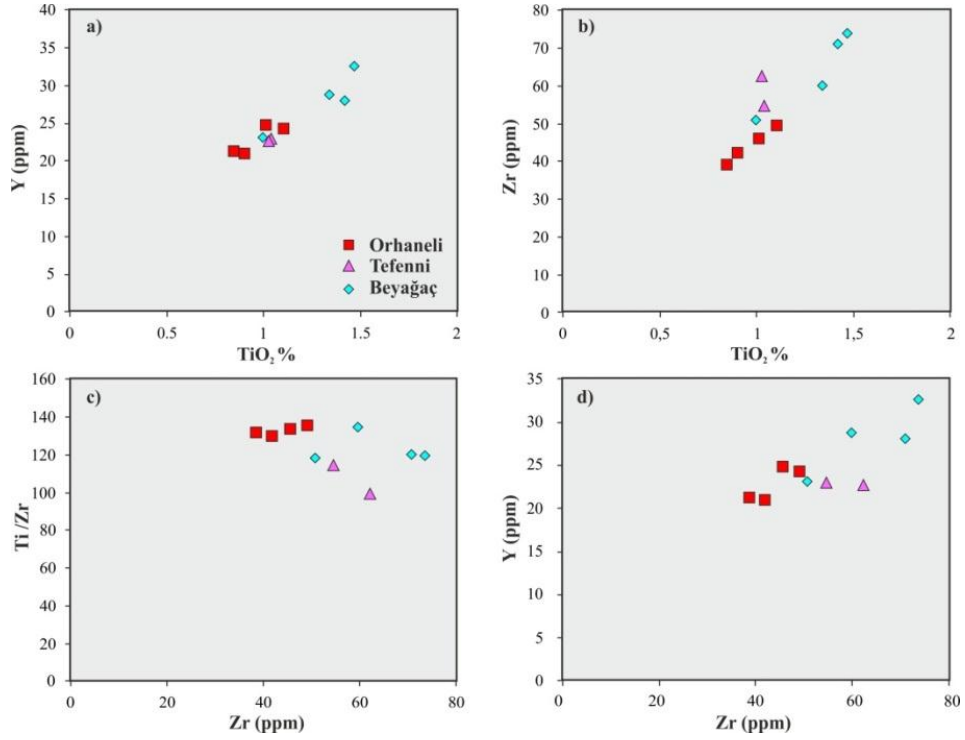 a)
Y (ppm)
40
35
30
25
20
15
10
5
0
Orhaneli
Tefenni
Beyağaç
0 0.5 1 1.5 2
TiO₂ %
b)
Zr (ppm)
80
70
60
50
40
30
20
10
0
0 0,5 1 1,5 2
TiO₂ %
c)
Ti /Zr
160
140
120
100
80
60
40
20
0
0 20 40 60 80
Zr (ppm)
d)
Y (ppm)
35
30
25
20
15
10
5
0
0 20 40 60 80
Zr (ppm)